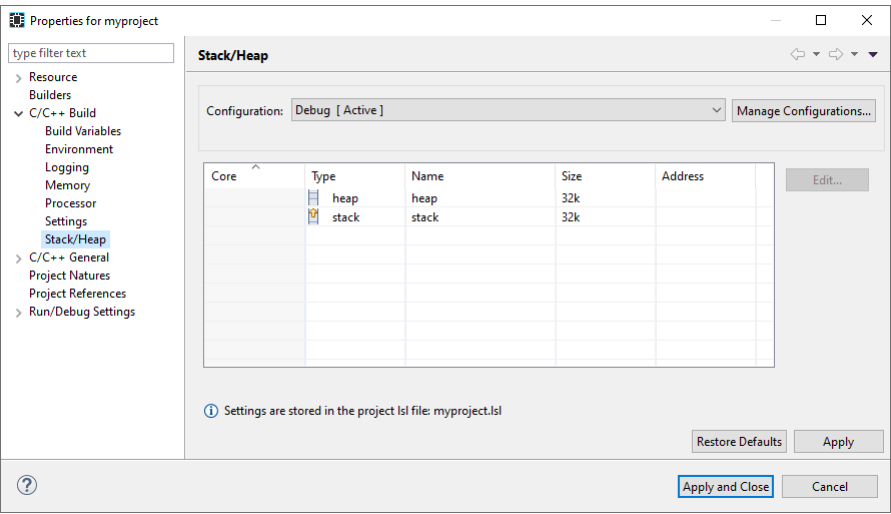 Properties for myproject
type filter text
Resource
Builders
C/C++ Build
Build Variables
Environment
Logging
Memory
Processor
Settings
Stack/Heap
C/C++ General
Project Natures
Project References
Run/Debug Settings
Stack/Heap
Configuration: Debug [ Active ] Manage Configurations...
Core Type Name Size Address Edit...
heap heap 32k
stack stack 32k
Settings are stored in the project lsl file: myproject.lsl
Restore Defaults Apply
? Apply and Close Cancel